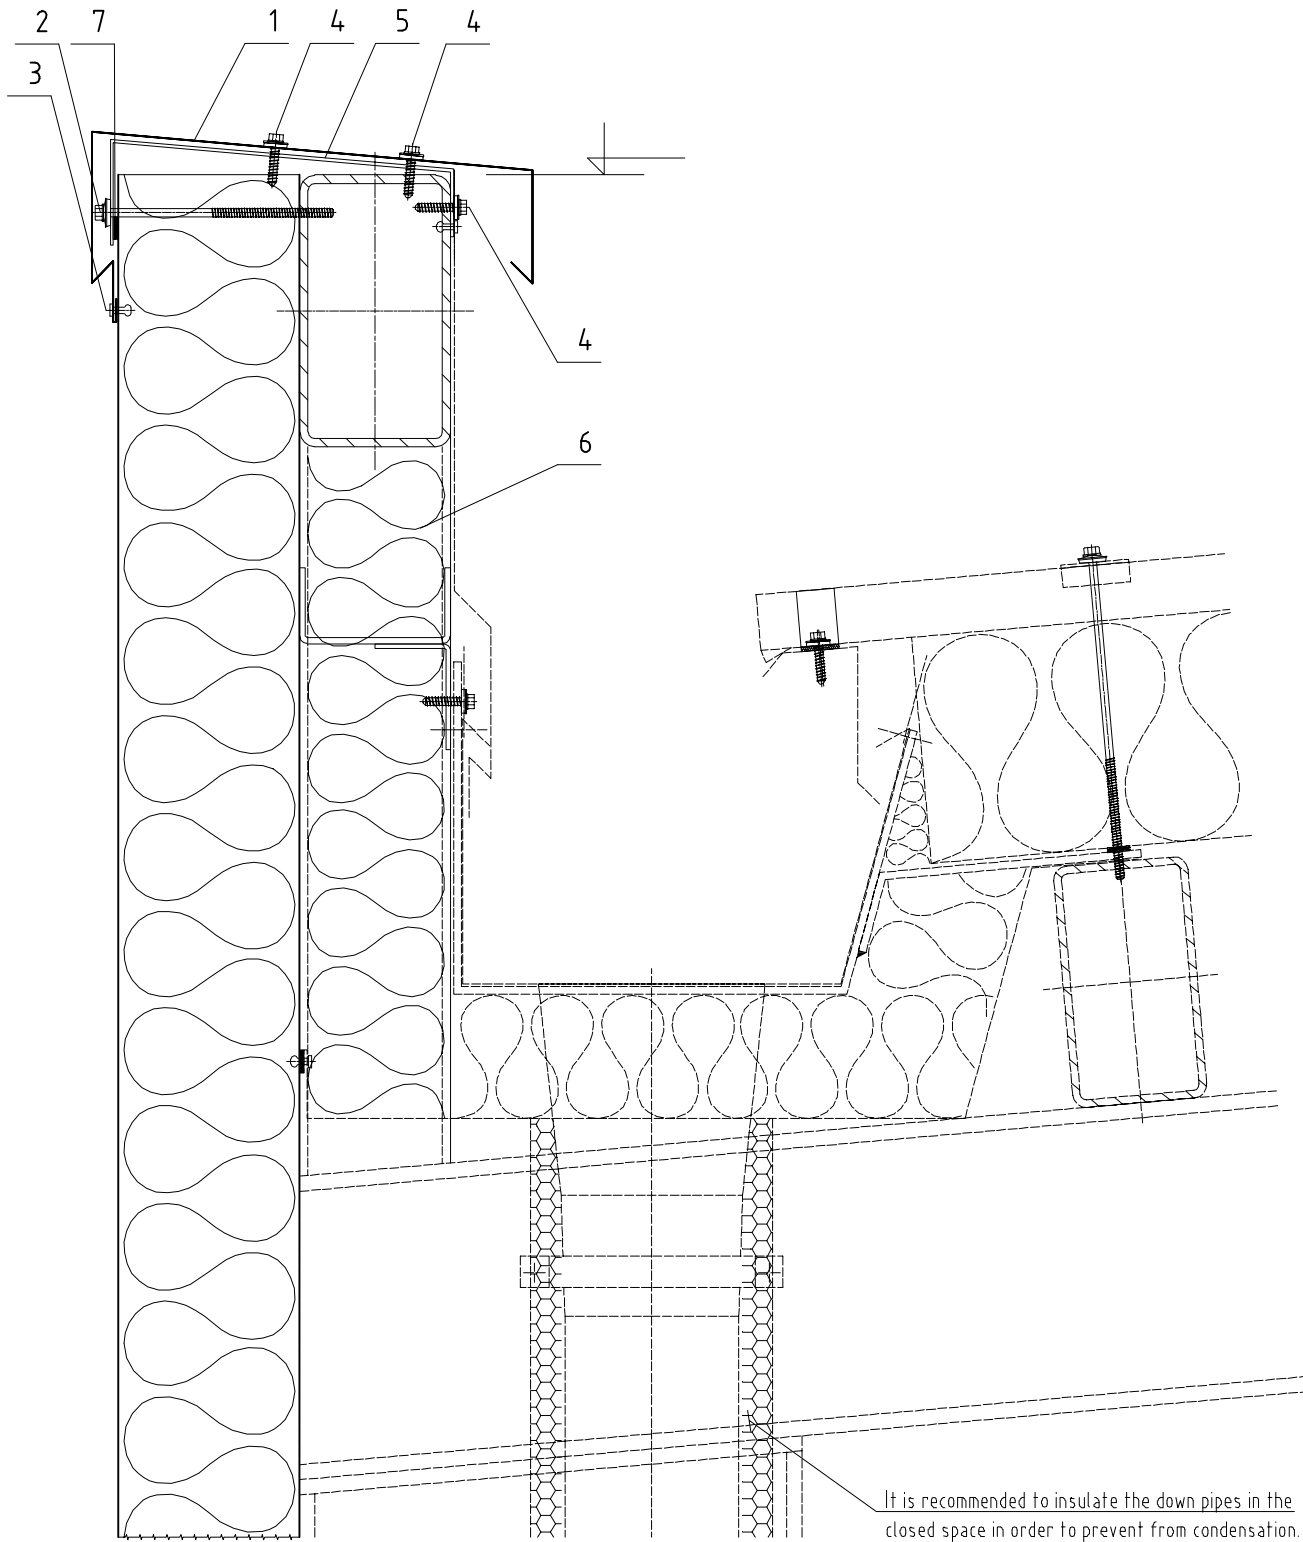 2 7 1 4 5 4
3
4
6
It is recommended to insulate the down pipes in the
closed space in order to prevent from condensation.